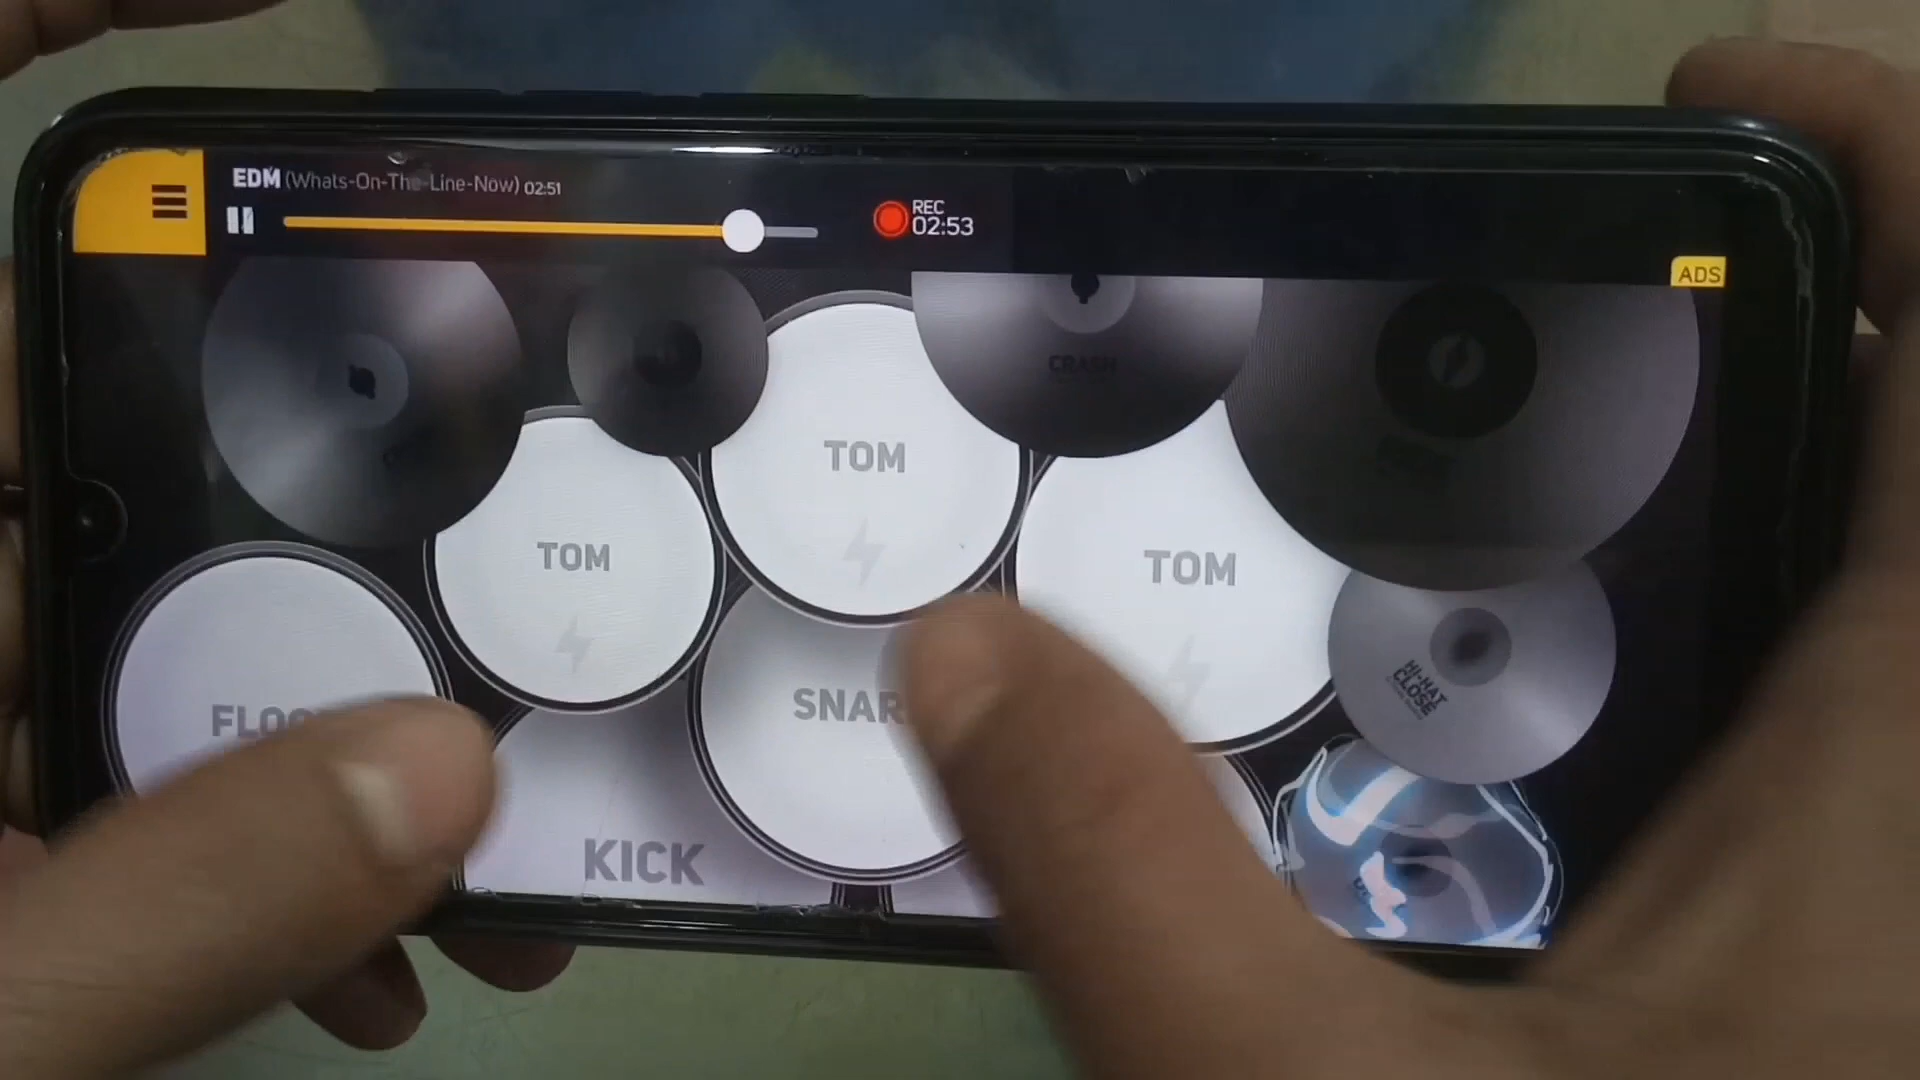 EDM (Whats-On-The-Line-Now) 02:51
REC
02:53
ADS
CRASH
TOM
TOM
TOM
HI-HAT
CLOSE
SNAR
FLOO
KICK